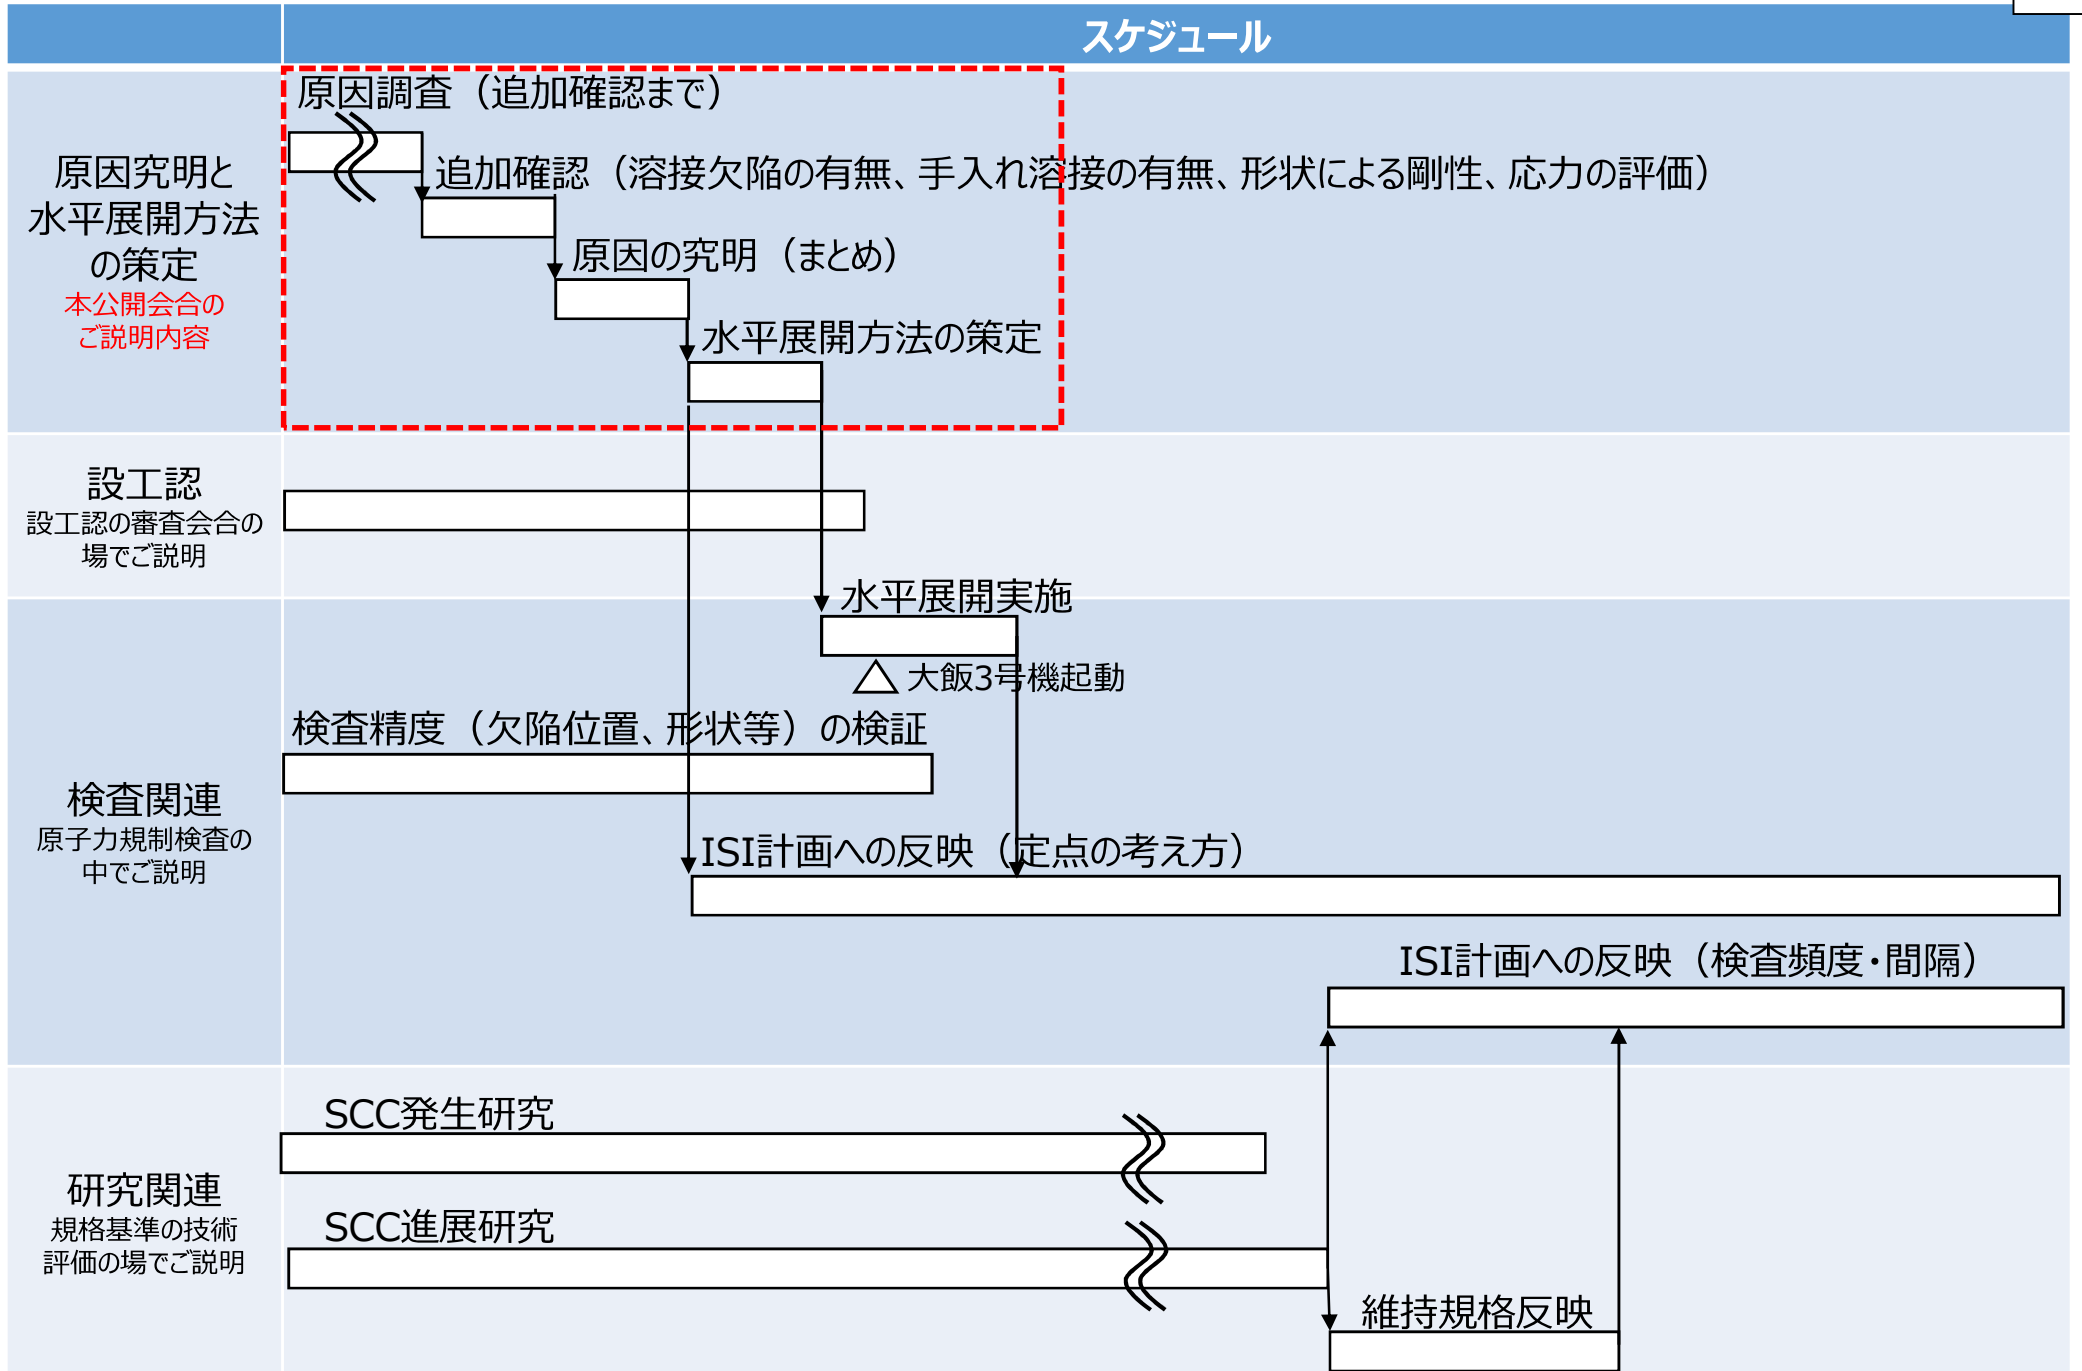 スケジュール
原因究明と
水平展開方法
の策定
本公開会合の
ご説明内容
原因調査（追加確認まで）
追加確認（溶接欠陥の有無、手入れ溶接の有無、形状による剛性、応力の評価）
原因の究明（まとめ）
水平展開方法の策定
設工認
設工認の審査会合の
場でご説明
検査関連
原子力規制検査の
中でご説明
水平展開実施
大飯3号機起動
検査精度（欠陥位置、形状等）の検証
ISI計画への反映（定点の考え方）
ISI計画への反映（検査頻度・間隔）
研究関連
規格基準の技術
評価の場でご説明
SCC発生研究
SCC進展研究
維持規格反映